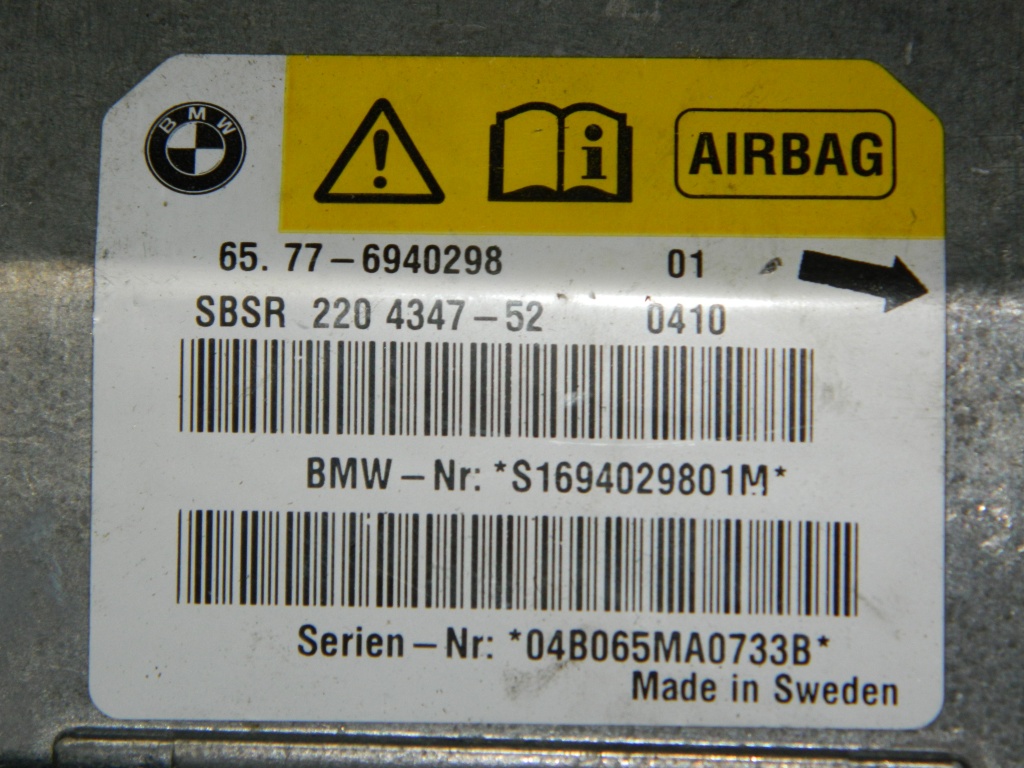 BMW
AIRBAG
65. 77-6940298 01
SBSR 220 4347-52 0410
BMW-Nr: *S1694029801M*
Serien-Nr: *04B065MA0733B*
Made in Sweden